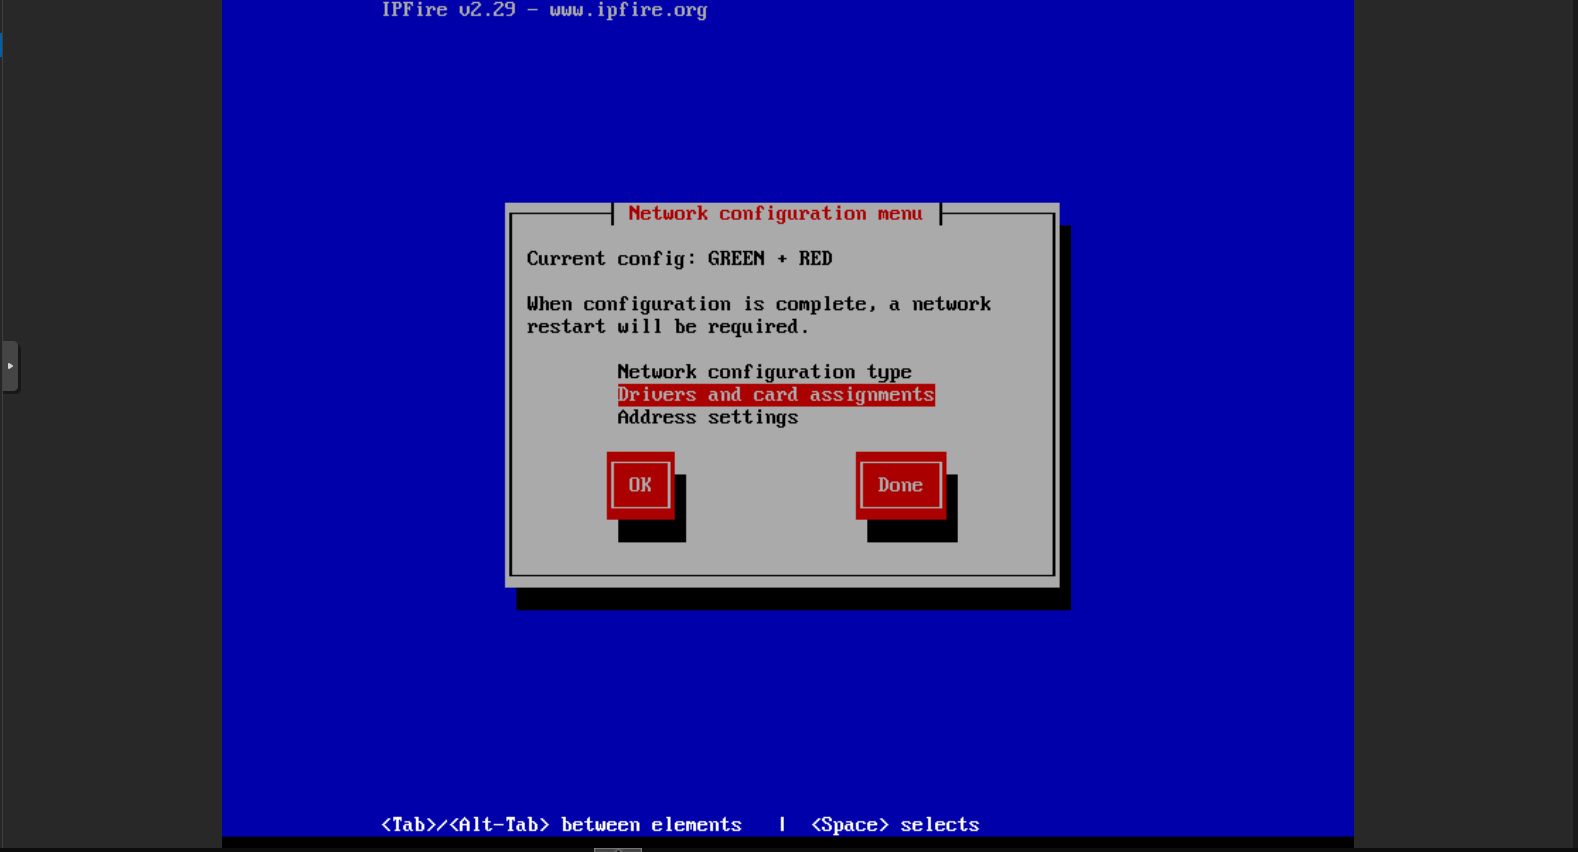 IPFire v2.29 - www.ipfire.org
Network configuration menu
Current config: GREEN + RED
When configuration is complete, a network
restart will be required.
Network configuration type
Drivers and card assignments
Address settings
OK
Done
<Tab>/<Alt-Tab> between elements | <Space> selects